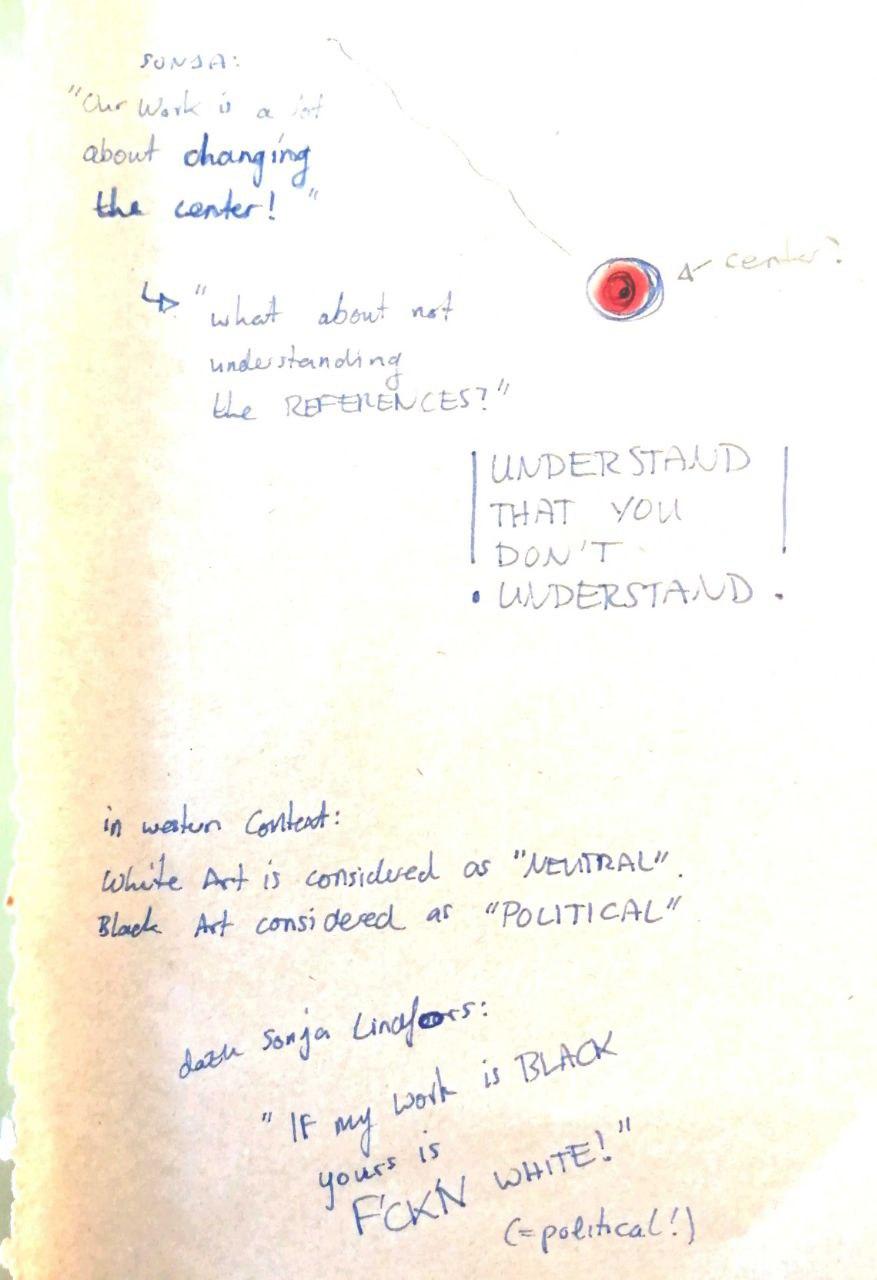 SONJA:
"Our Work is a lot
about changing
the center!"
center?
↳ "what about not
understanding
the REFERENCES?"
UNDERSTAND
THAT YOU
DON'T
UNDERSTAND.
in western Context:
White Art is considered as "NEUTRAL".
Black Art considered as "POLITICAL"
dazu Sonja Lindfors:
"IF my work is BLACK
yours is
F'CK'N WHITE!"
(=political!)